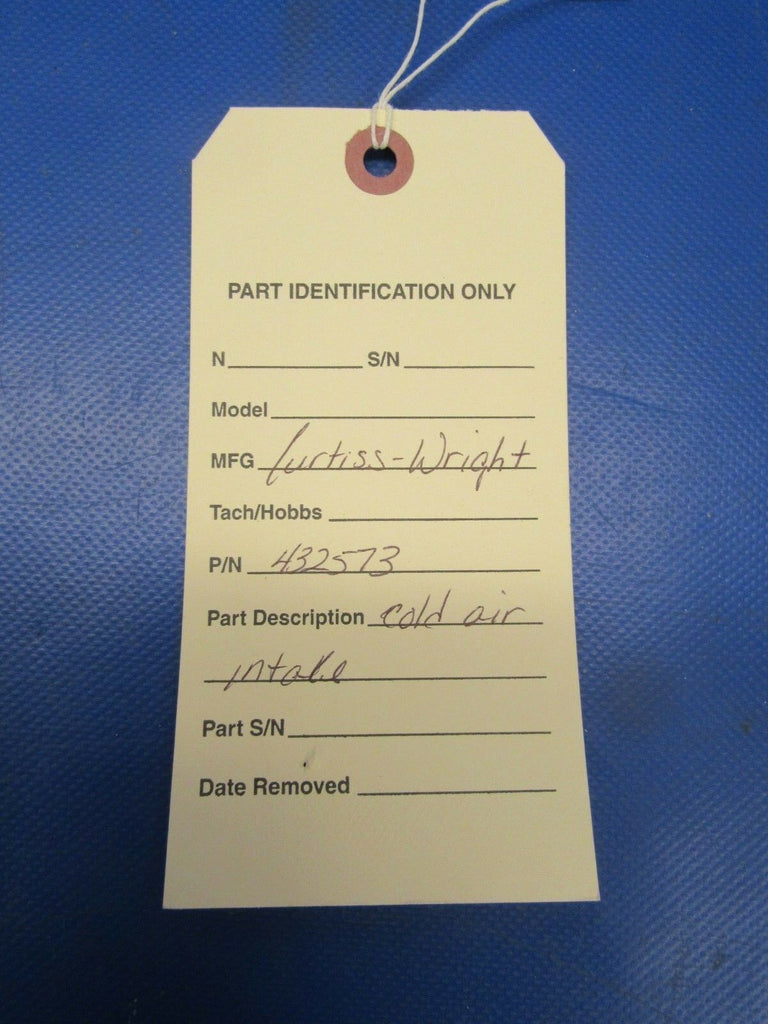 PART IDENTIFICATION ONLY
N S/N
Model
MFG Curtiss-Wright
Tach/Hobbs
P/N 432573
Part Description cold air
intake
Part S/N
Date Removed